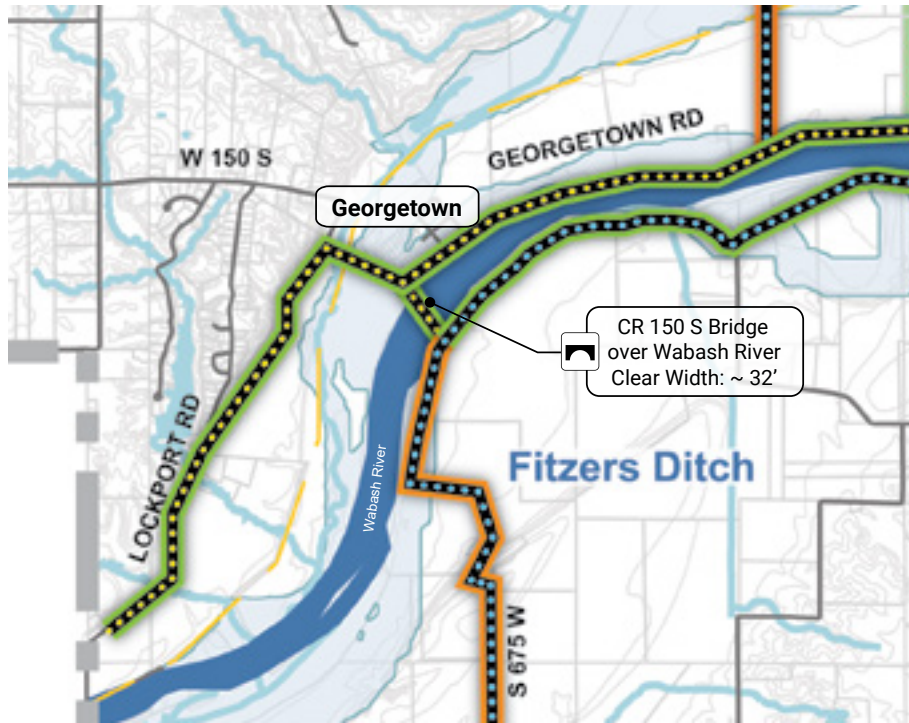 GEORGETOWN RD
W 150 S
Georgetown
CR 150 S Bridge
over Wabash River
Clear Width: ~ 32’
LOCKPORT RD
Wabash River
Fitzers Ditch
S 675 W